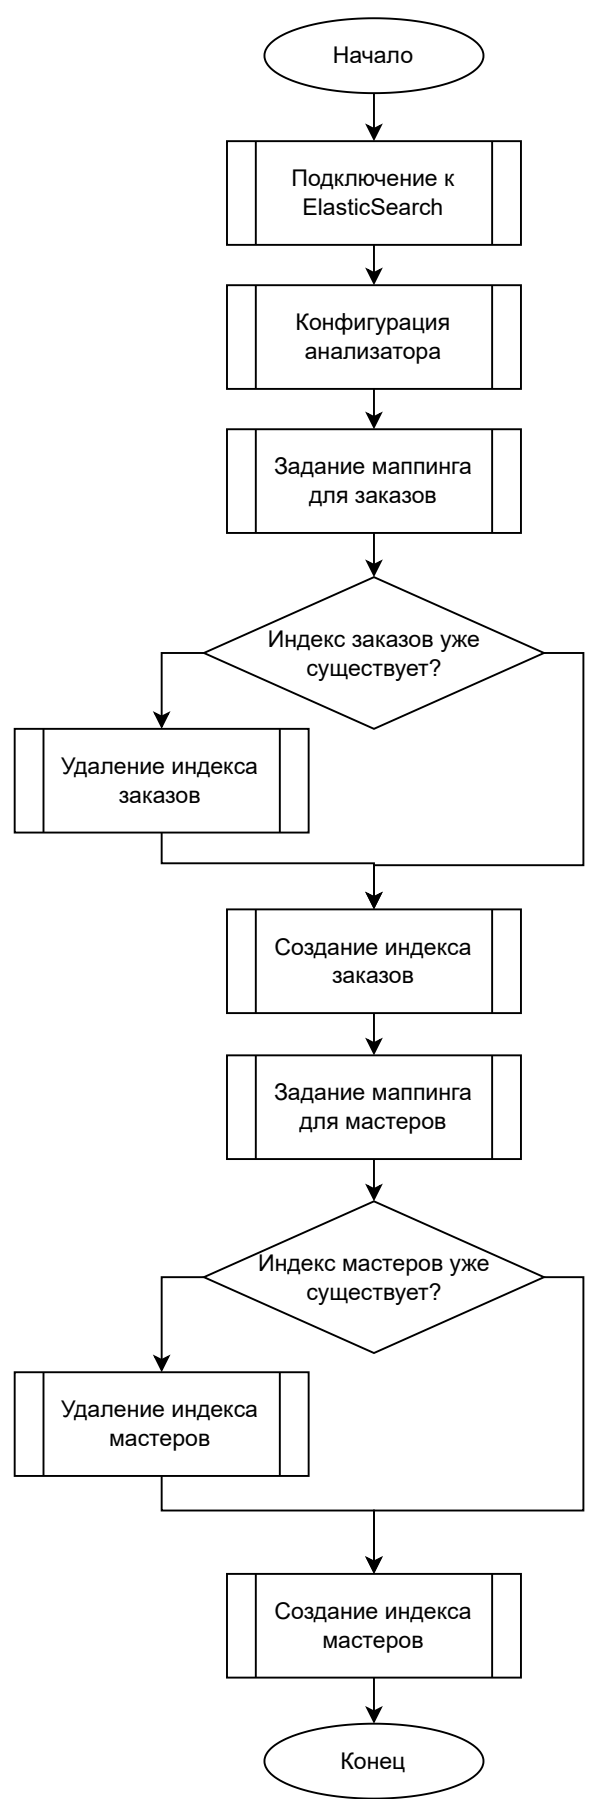 Начало
Подключение к
ElasticSearch
Конфигурация
анализатора
Задание маппинга
для заказов
Индекс заказов уже
существует?
Удаление индекса
заказов
Создание индекса
заказов
Задание маппинга
для мастеров
Индекс мастеров уже
существует?
Удаление индекса
мастеров
Создание индекса
мастеров
Конец